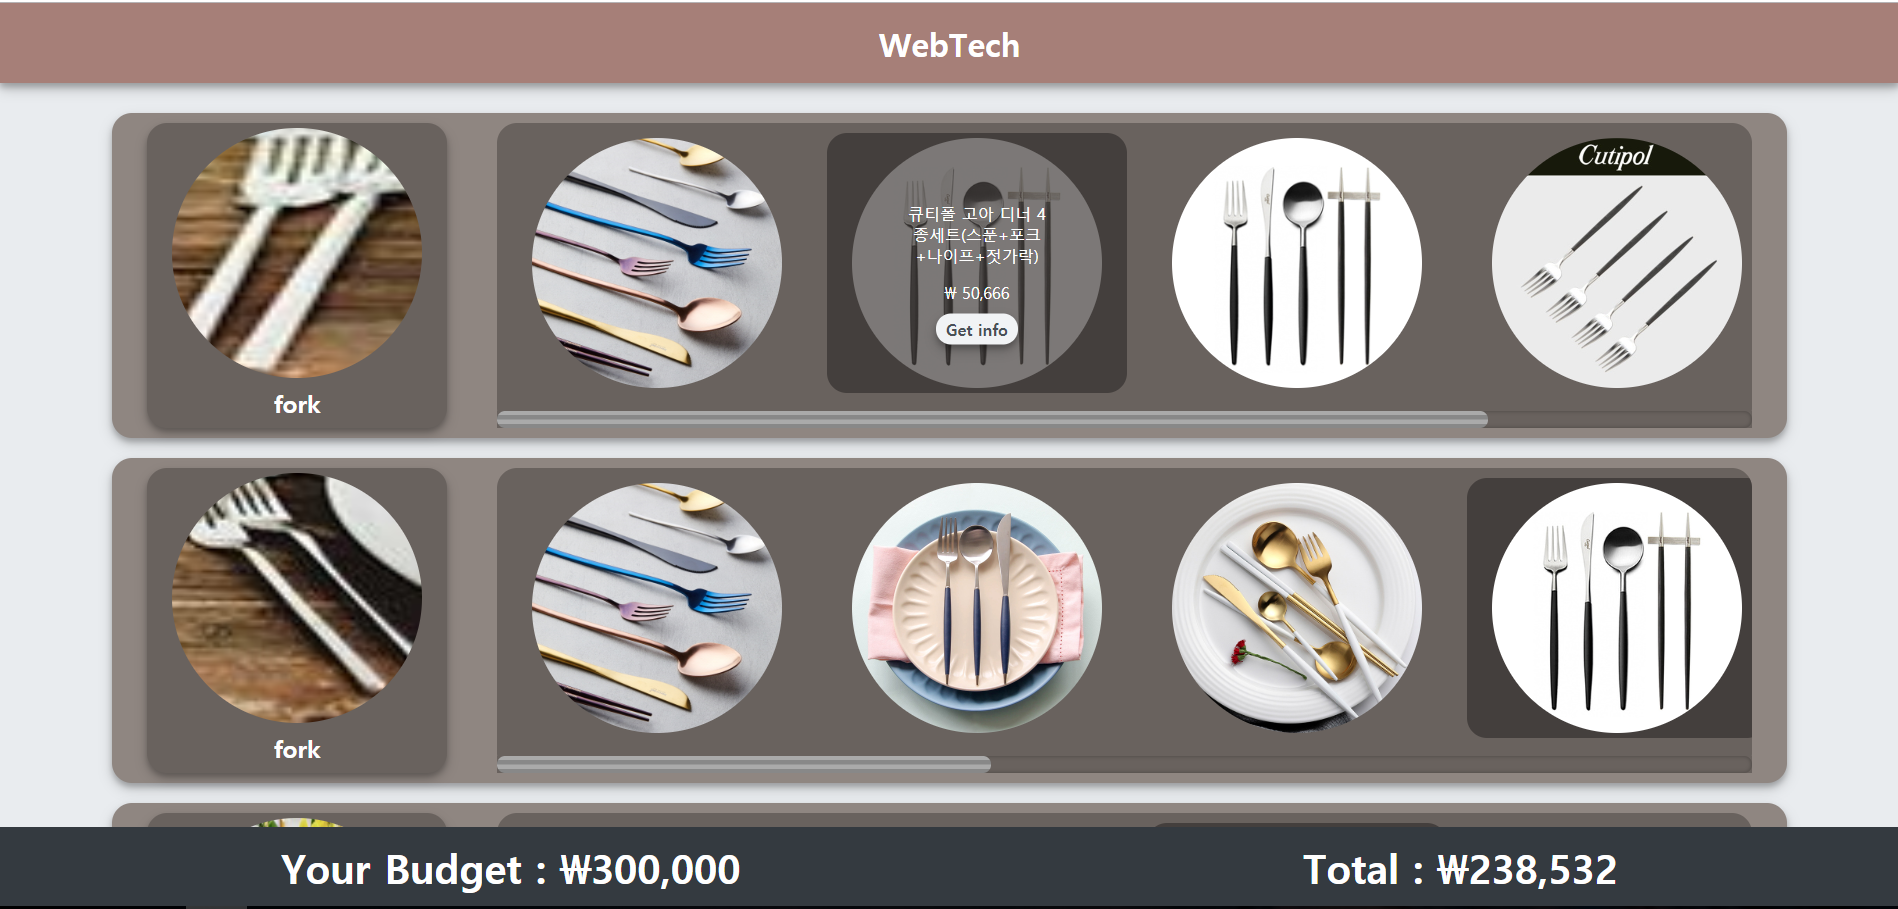 WebTech
큐티폴 고아 디너 4
종세트(스푼+포크
+나이프+젓가락)
₩ 50,666
Get info
Cutipol
fork
fork
Your Budget : ₩300,000
Total : ₩238,532